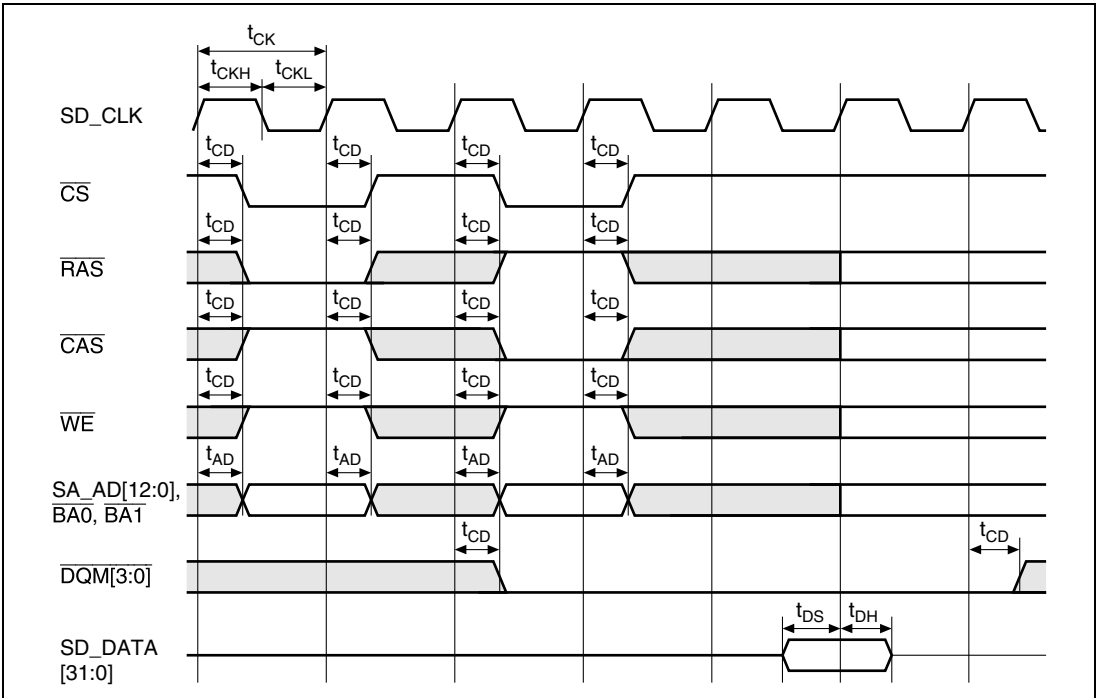 tCK
tCKH tCKL
SD_CLK
tCD tCD tCD tCD
CS
tCD tCD tCD tCD
RAS
tCD tCD tCD tCD
CAS
tCD tCD tCD tCD
WE
tAD tAD tAD tAD
SA_AD[12:0],
BA0, BA1
tCD tCD
DQM[3:0]
tDS tDH
SD_DATA
[31:0]